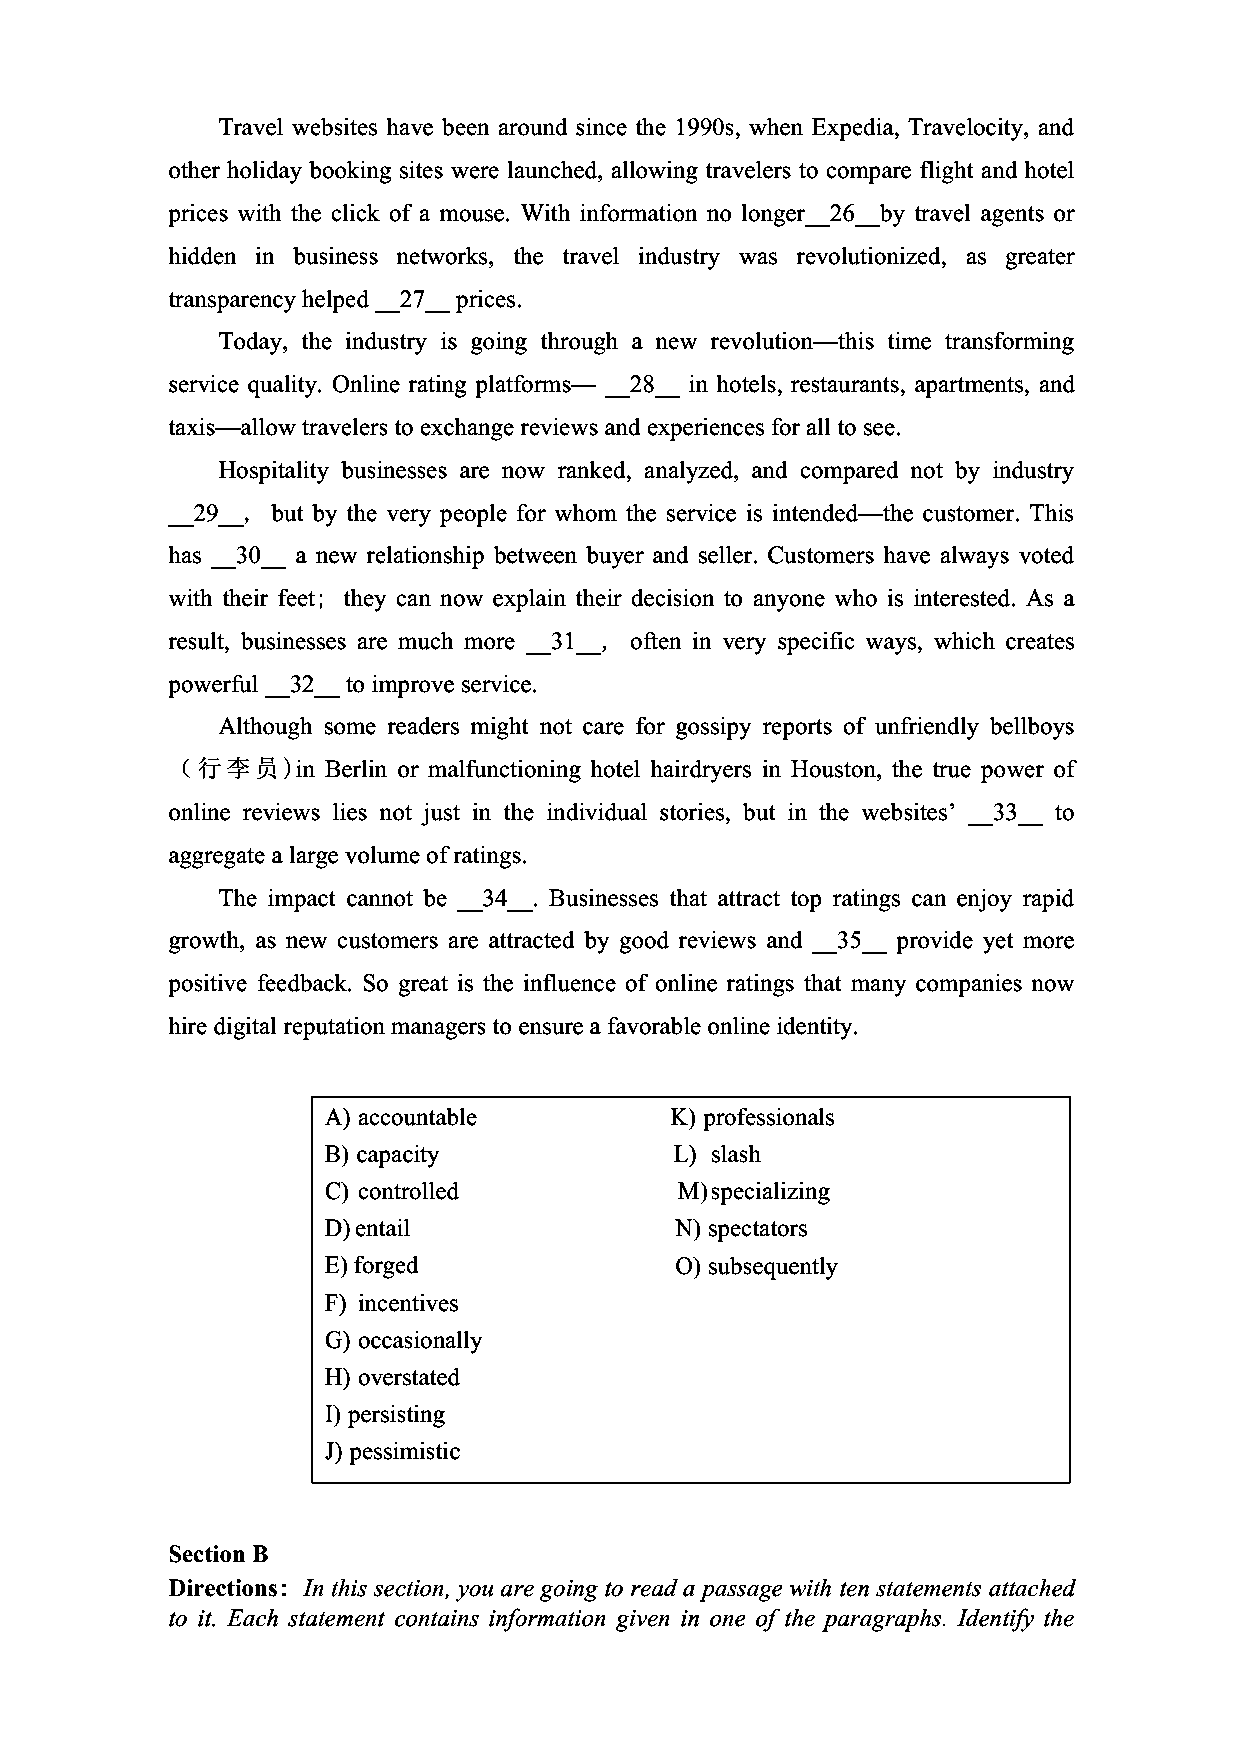 Travel websites have been around since the 1990s, when Expedia, Travelocity, and
other holiday booking sites were launched, allowing travelers to compare flight and hotel
prices with the click of a mouse. With information no longer__26__by travel agents or
hidden in business networks, the travel industry was revolutionized, as greater
transparency helped __27__ prices.
Today, the industry is going through a new revolution—this time transforming
service quality. Online rating platforms— __28__ in hotels, restaurants, apartments, and
taxis—allow travelers to exchange reviews and experiences for all to see.
Hospitality businesses are now ranked, analyzed, and compared not by industry
__29__, but by the very people for whom the service is intended—the customer. This
has __30__ a new relationship between buyer and seller. Customers have always voted
with their feet; they can now explain their decision to anyone who is interested. As a
result, businesses are much more __31__, often in very specific ways, which creates
powerful __32__ to improve service.
Although some readers might not care for gossipy reports of unfriendly bellboys
（行李员)in Berlin or malfunctioning hotel hairdryers in Houston, the true power of
online reviews lies not just in the individual stories, but in the websites’ __33__ to
aggregate a large volume of ratings.
The impact cannot be __34__. Businesses that attract top ratings can enjoy rapid
growth, as new customers are attracted by good reviews and __35__ provide yet more
positive feedback. So great is the influence of online ratings that many companies now
hire digital reputation managers to ensure a favorable online identity.
A) accountable K) professionals
B) capacity L) slash
C) controlled M)specializing
D) entail N) spectators
E) forged O) subsequently
F) incentives
G) occasionally
H) overstated
I) persisting
J) pessimistic
Section B
Directions: In this section, you are going to read a passage with ten statements attached
to it. Each statement contains information given in one of the paragraphs. Identify the